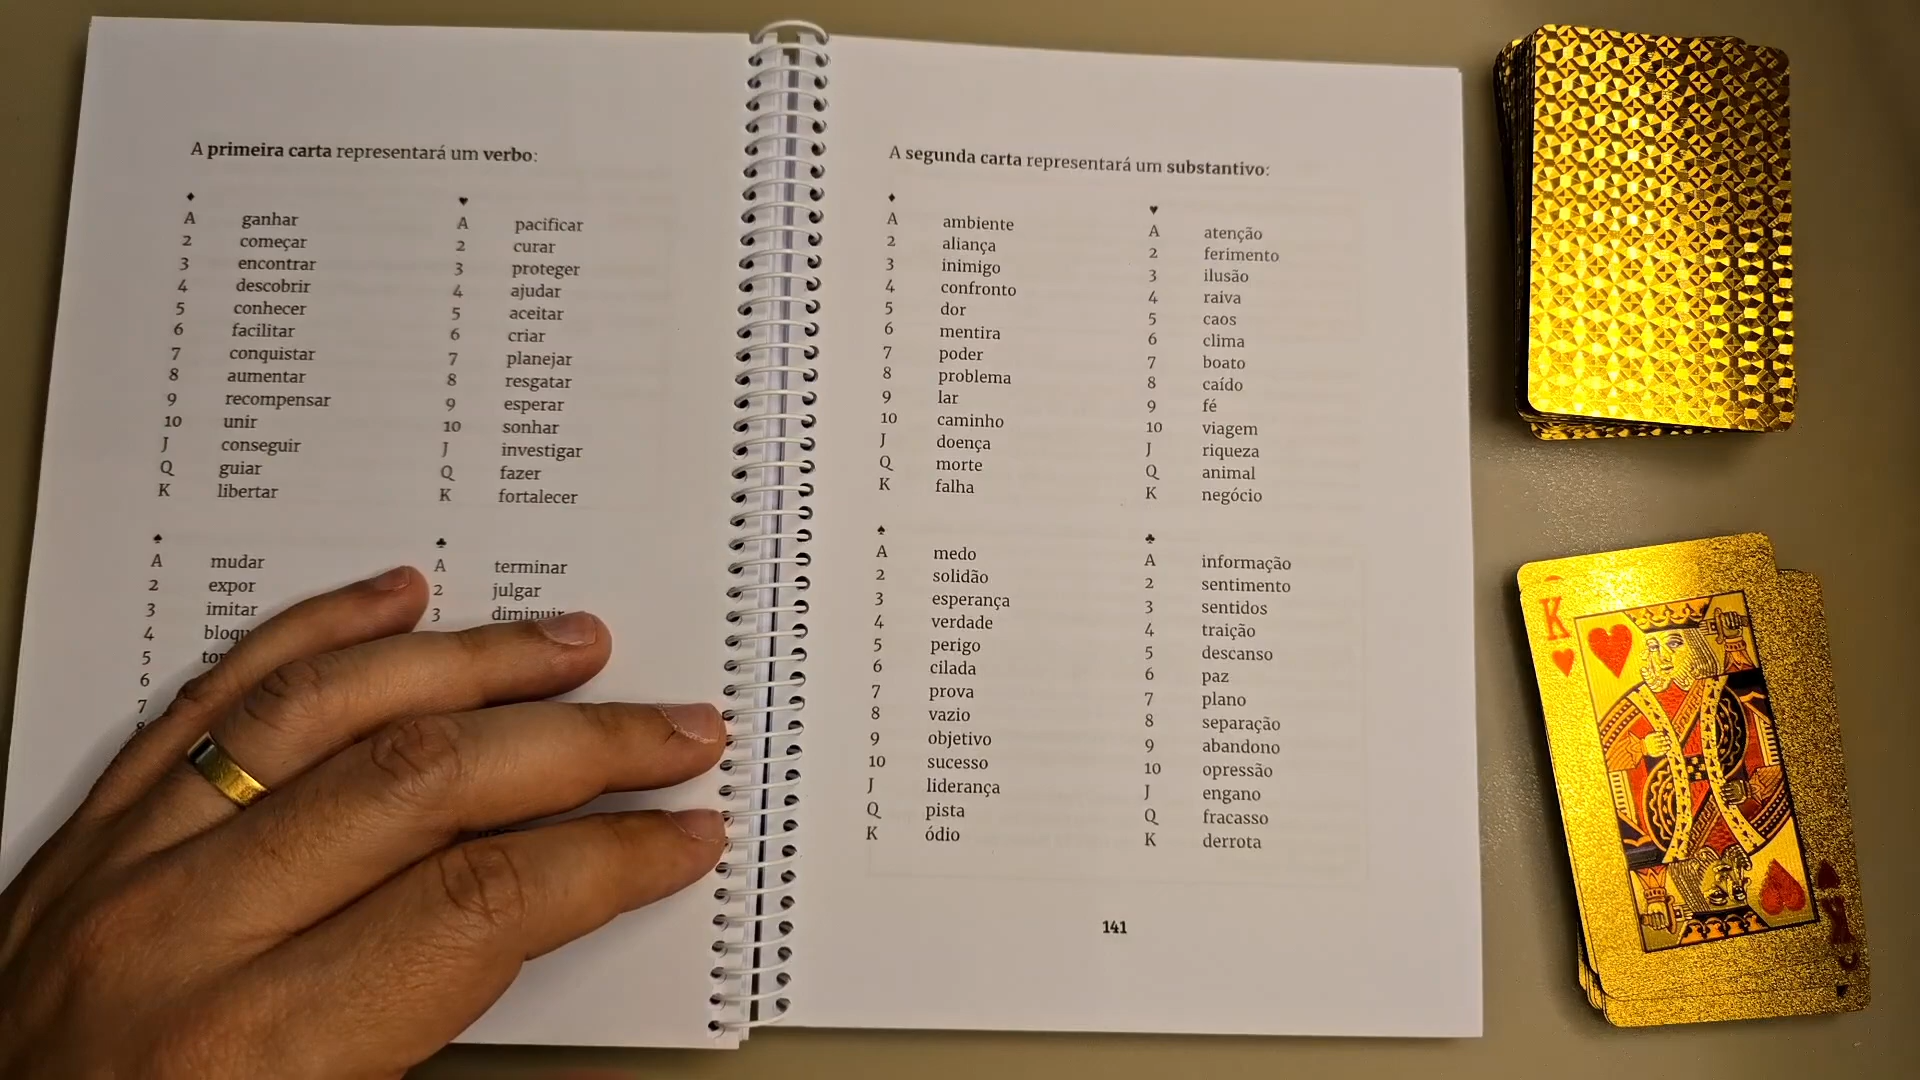 A primeira carta representará um verbo:
♦
A ganhar
2 começar
3 encontrar
4 descobrir
5 conhecer
6 facilitar
7 conquistar
8 aumentar
9 recompensar
10 unir
J conseguir
Q guiar
K libertar
♥
A pacificar
2 curar
3 proteger
4 ajudar
5 aceitar
6 criar
7 planejar
8 resgatar
9 esperar
10 sonhar
J investigar
Q fazer
K fortalecer
♠
A mudar
2 expor
3 imitar
4
5
6
7
♣
A terminar
2 julgar
3 diminuir
A segunda carta representará um substantivo:
♦
A ambiente
2 aliança
3 inimigo
4 confronto
5 dor
6 mentira
7 poder
8 problema
9 lar
10 caminho
J doença
Q morte
K falha
♥
A atenção
2 ferimento
3 ilusão
4 raiva
5 caos
6 clima
7 boato
8 caído
9 fé
10 viagem
J riqueza
Q animal
K negócio
♠
A medo
2 solidão
3 esperança
4 verdade
5 perigo
6 cilada
7 prova
8 vazio
9 objetivo
10 sucesso
J liderança
Q pista
K ódio
♣
A informação
2 sentimento
3 sentidos
4 traição
5 descanso
6 paz
7 plano
8 separação
9 abandono
10 opressão
J engano
Q fracasso
K derrota
141
K
K